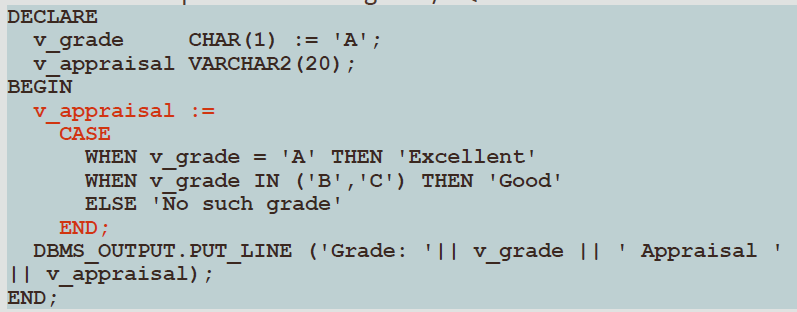 DECLARE
  v_grade     CHAR(1) := 'A';
  v_appraisal VARCHAR2(20);
BEGIN
  v_appraisal :=
    CASE
      WHEN v_grade = 'A' THEN 'Excellent'
      WHEN v_grade IN ('B','C') THEN 'Good'
      ELSE 'No such grade'
    END;
  DBMS_OUTPUT.PUT_LINE ('Grade: '|| v_grade || ' Appraisal '
|| v_appraisal);
END;